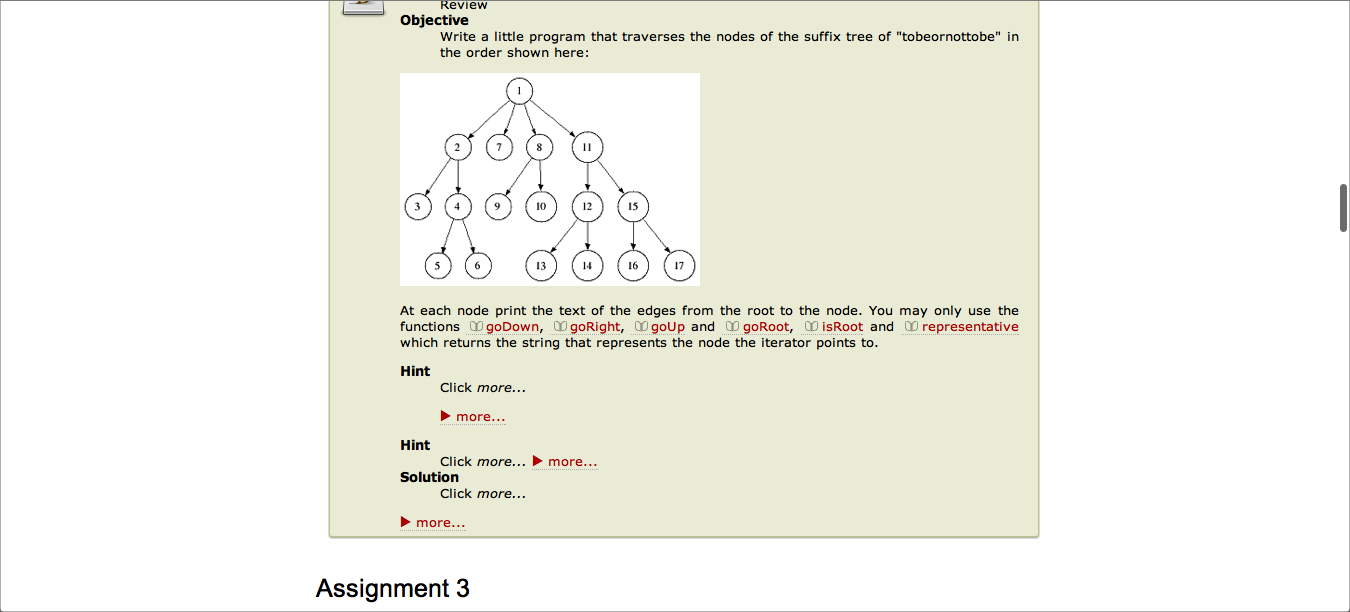 Review
Objective
Write a little program that traverses the nodes of the suffix tree of "tobeornottobe" in
the order shown here:
1
2 7 8 11
3 4 9 10 12 15
5 6 13 14 16 17
At each node print the text of the edges from the root to the node. You may only use the
functions goDown, goRight, goUp and goRoot, isRoot and representative
which returns the string that represents the node the iterator points to.
Hint
Click more...
more...
Hint
Click more... more...
Solution
Click more...
more...
Assignment 3